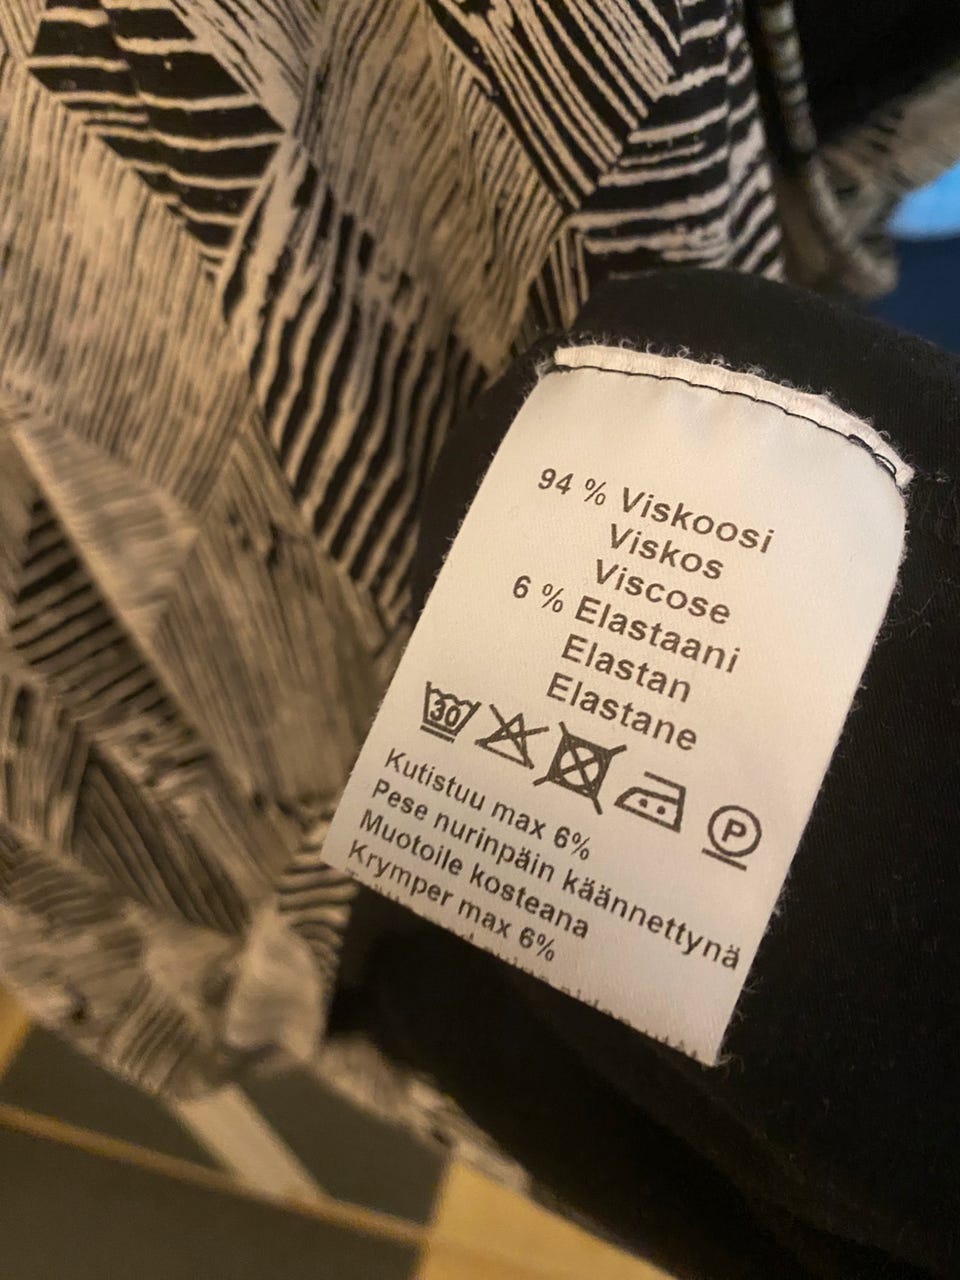 94 % Viskoosi
Viskos
Viscose
6 % Elastaani
Elastan
Elastane
30
P
Kutistuu max 6%
Pese nurinpäin käännettynä
Muotoile kosteana
Krymper max 6%